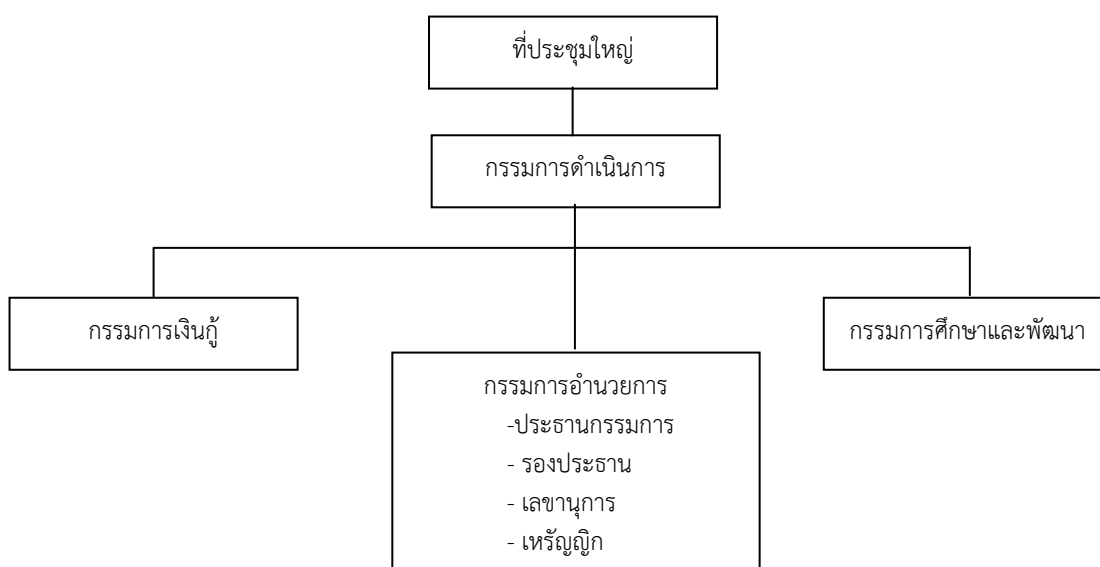 ที่ประชุมใหญ่
กรรมการดำเนินการ
กรรมการเงินกู้
กรรมการศึกษาและพัฒนา
กรรมการอำนวยการ
-ประธานกรรมการ
- รองประธาน
- เลขานุการ
- เหรัญญิก